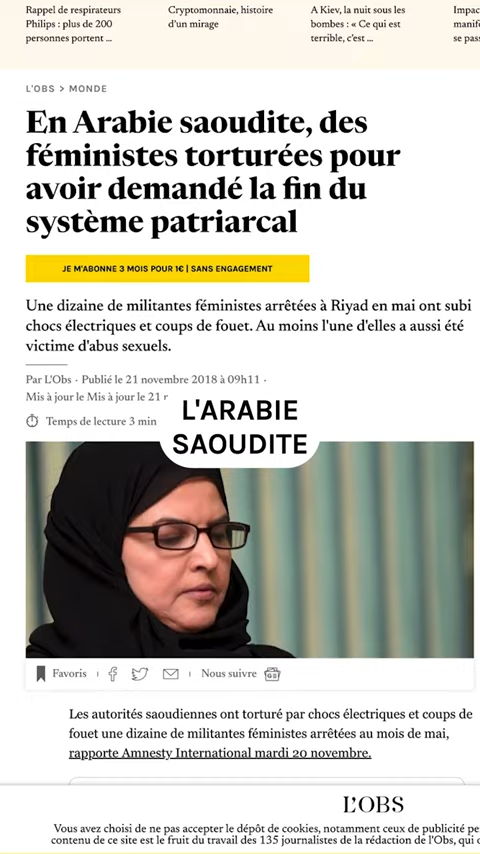 Rappel de respirateurs
Philips : plus de 200
personnes portent ...
Cryptomonnaie, histoire
d'un mirage
A Kiev, la nuit sous les
bombes : « Ce qui est
terrible, c'est ...
Impac
manif
se pas
L'OBS > MONDE
En Arabie saoudite, des
féministes torturées pour
avoir demandé la fin du
système patriarcal
JE M'ABONNE 3 MOIS POUR 1€ | SANS ENGAGEMENT
Une dizaine de militantes féministes arrêtées à Riyad en mai ont subi
chocs électriques et coups de fouet. Au moins l'une d'elles a aussi été
victime d'abus sexuels.
Par L'Obs · Publié le 21 novembre 2018 à 09h11 ·
Mis à jour le Mis à jour le 21
Temps de lecture 3 min
L'ARABIE
SAOUDITE
Favoris
Nous suivre
Les autorités saoudiennes ont torturé par chocs électriques et coups de
fouet une dizaine de militantes féministes arrêtées au mois de mai,
rapporte Amnesty International mardi 20 novembre.
L'OBS
Vous avez choisi de ne pas accepter le dépôt de cookies, notamment ceux de publicité pe
contenu de ce site est le fruit du travail des 135 journalistes de la rédaction de l'Obs, qui